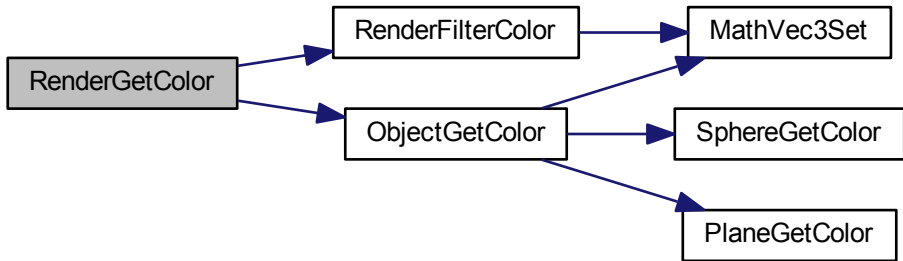 RenderGetColor
RenderFilterColor
ObjectGetColor
MathVec3Set
SphereGetColor
PlaneGetColor